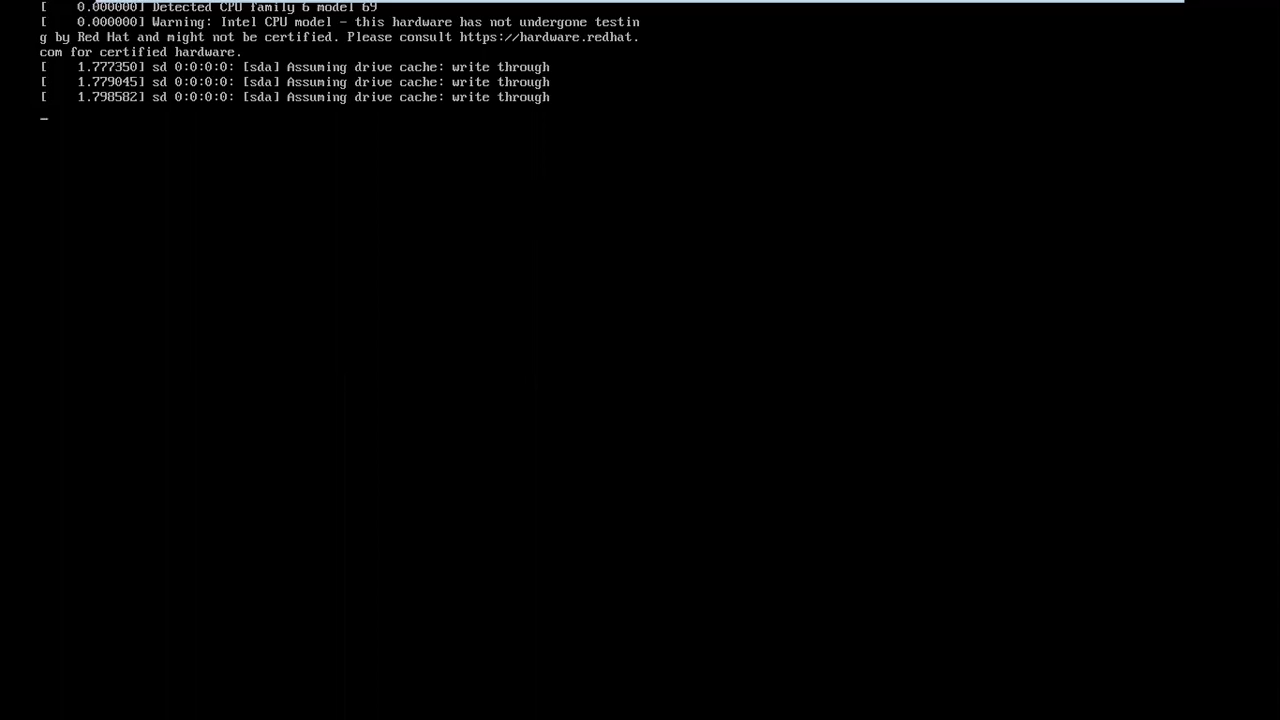 [    0.000000] Detected CPU family 6 model 69
[    0.000000] Warning: Intel CPU model - this hardware has not undergone testin
g by Red Hat and might not be certified. Please consult https://hardware.redhat.
com for certified hardware.
[    1.777350] sd 0:0:0:0: [sda] Assuming drive cache: write through
[    1.779045] sd 0:0:0:0: [sda] Assuming drive cache: write through
[    1.798582] sd 0:0:0:0: [sda] Assuming drive cache: write through
_